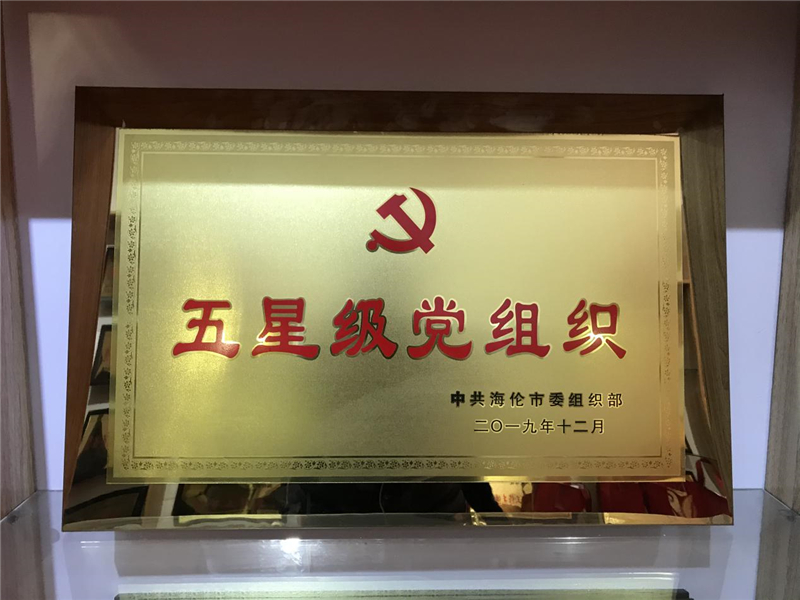 五星级党组织
中共海伦市委组织部
二〇一九年十二月